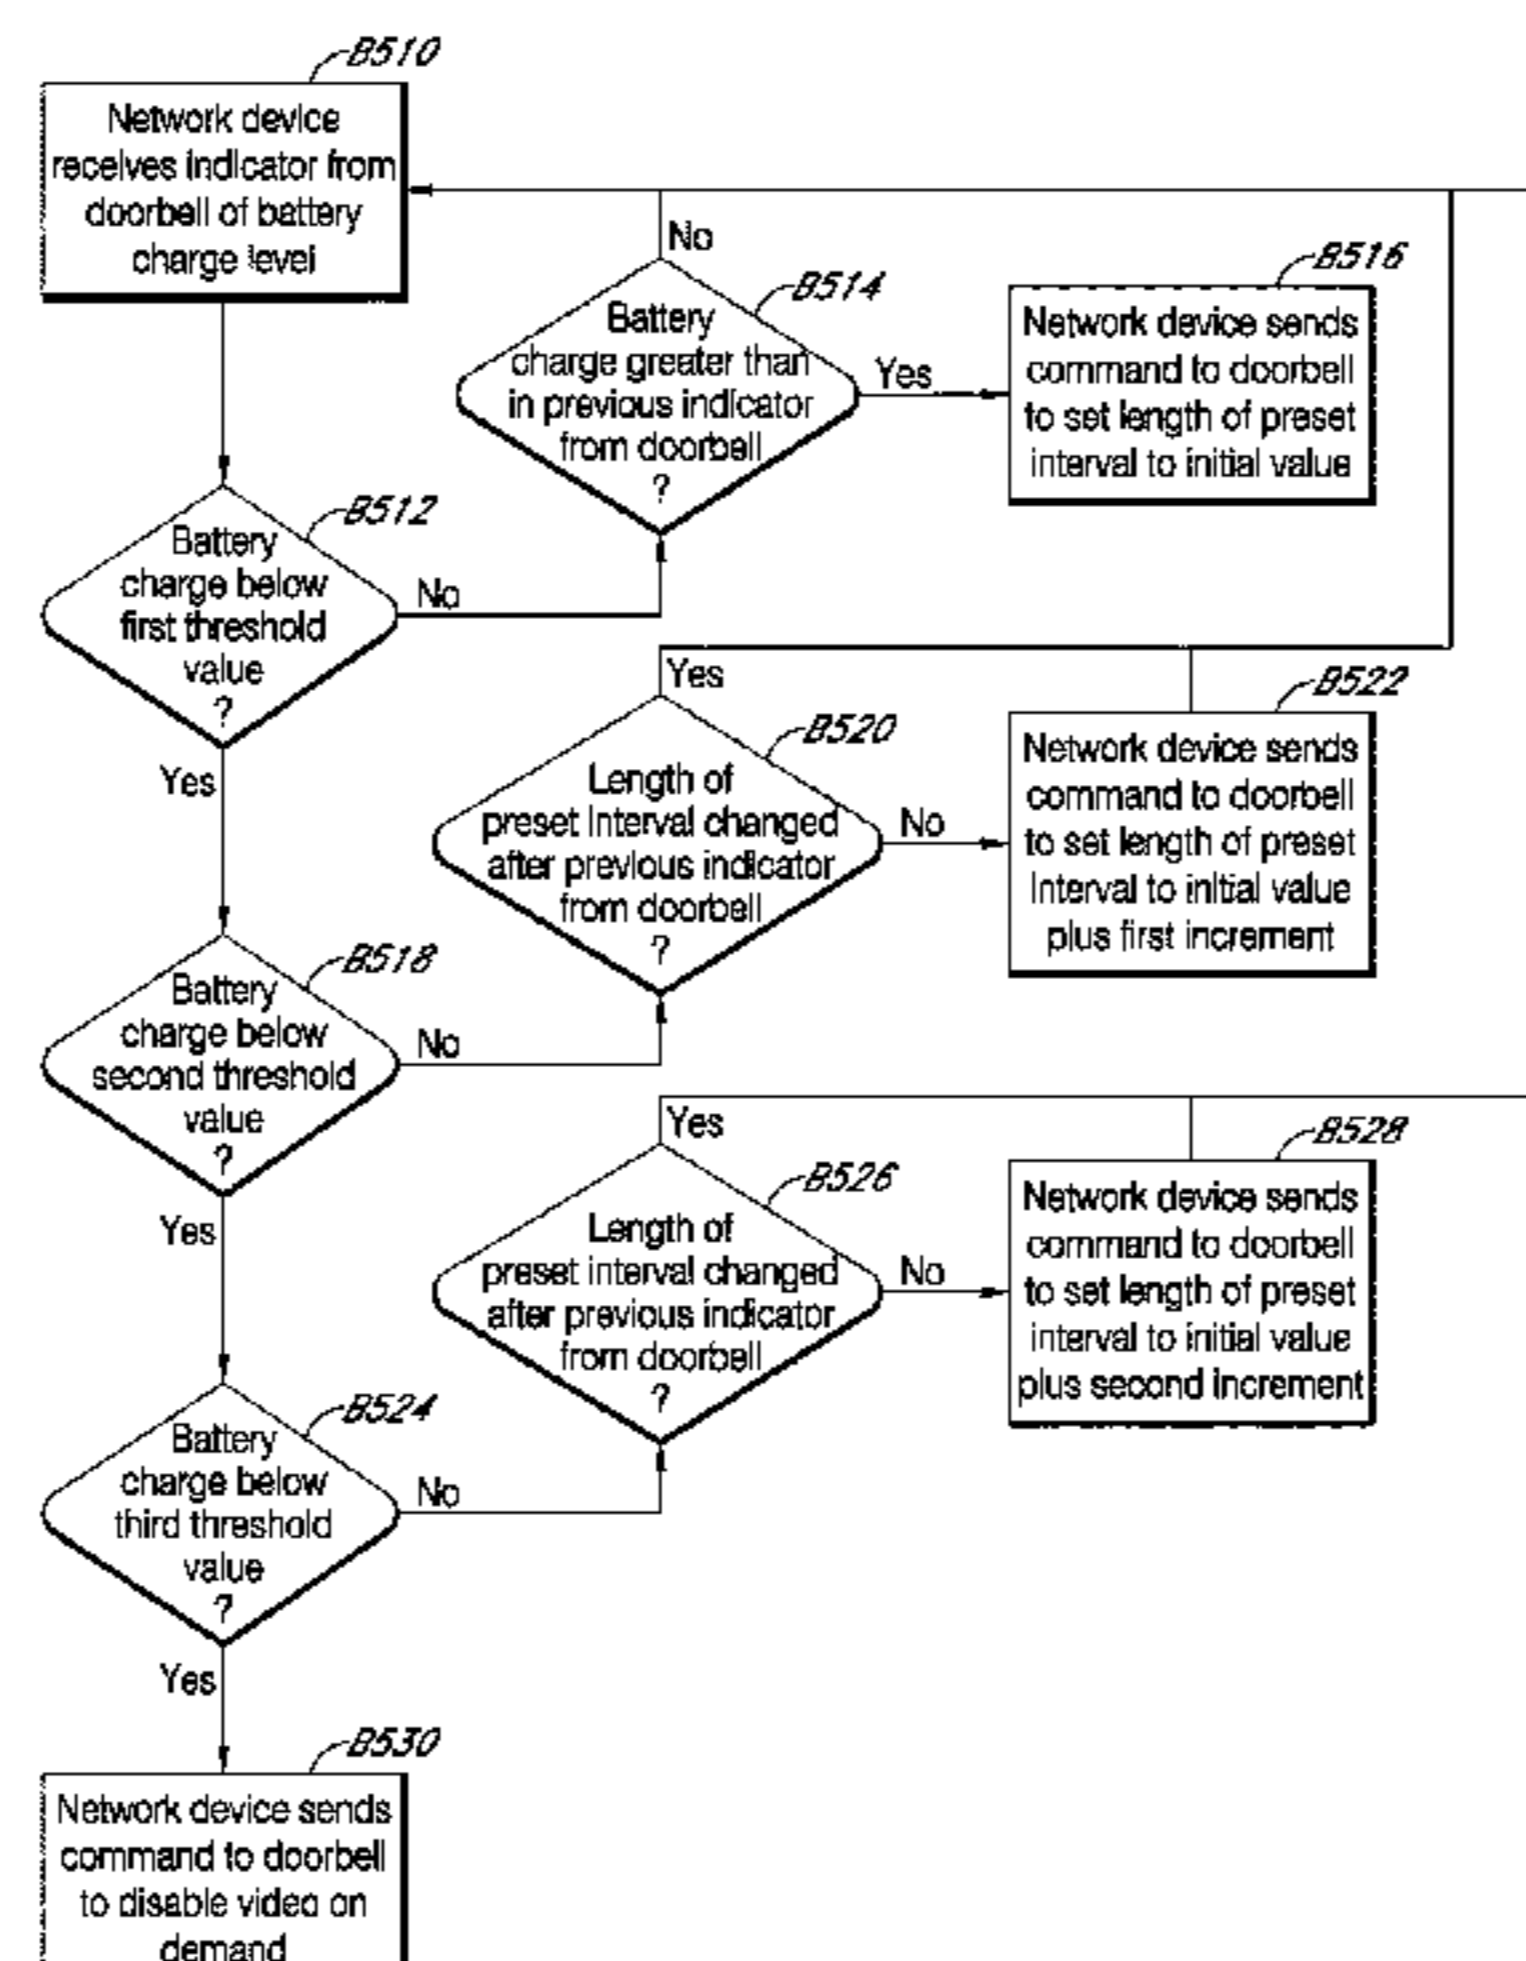 B510
Network device
receives indicator from
doorbell of battery
charge level
No
B514
Battery
charge greater than
in previous indicator
from doorbell
?
Yes
B516
Network device sends
command to doorbell
to set length of preset
interval to initial value
B512
Battery
charge below
first threshold
value
?
No
Yes
Yes
B520
Length of
preset interval changed
after previous indicator
from doorbell
?
No
B522
Network device sends
command to doorbell
to set length of preset
interval to initial value
plus first increment
B518
Battery
charge below
second threshold
value
?
No
Yes
Yes
B526
Length of
preset interval changed
after previous indicator
from doorbell
?
No
B528
Network device sends
command to doorbell
to set length of preset
interval to initial value
plus second increment
B524
Battery
charge below
third threshold
value
?
No
Yes
B530
Network device sends
command to doorbell
to disable video on
demand